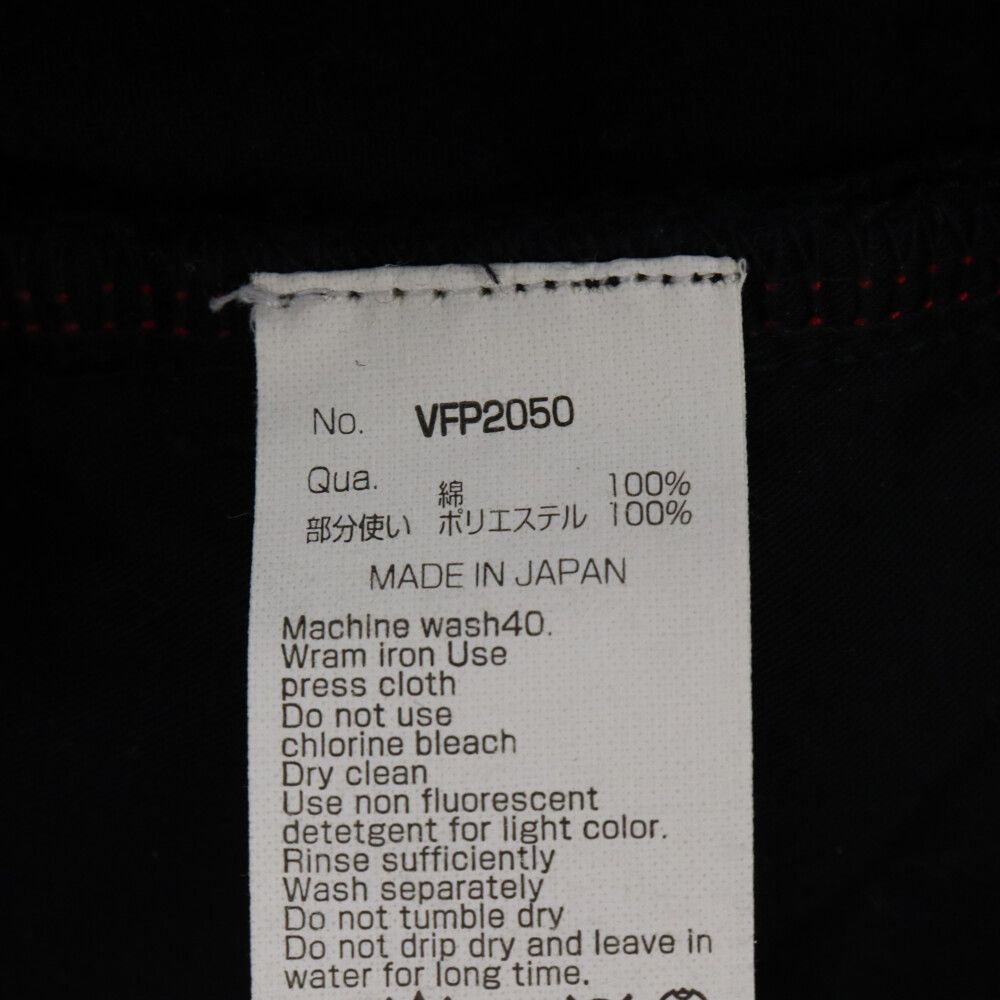 No. VFP2050
Qua. 綿 100%
部分使い ポリエステル 100%
MADE IN JAPAN
Machine wash40.
Wram iron Use
press cloth
Do not use
chlorine bleach
Dry clean
Use non fluorescent
detetgent for light color.
Rinse sufficiently
Wash separately
Do not tumble dry
Do not drip dry and leave in
water for long time.